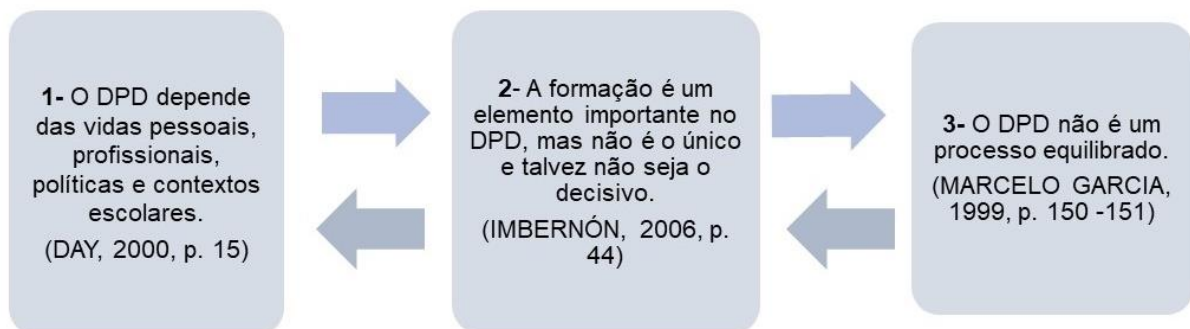 1- O DPD depende
das vidas pessoais,
profissionais,
políticas e contextos
escolares.
(DAY, 2000, p. 15)
2- A formação é um
elemento importante no
DPD, mas não é o único
e talvez não seja o
decisivo.
(IMBERNÓN, 2006, p.
44)
3- O DPD não é um
processo equilibrado.
(MARCELO GARCIA,
1999, p. 150 -151)